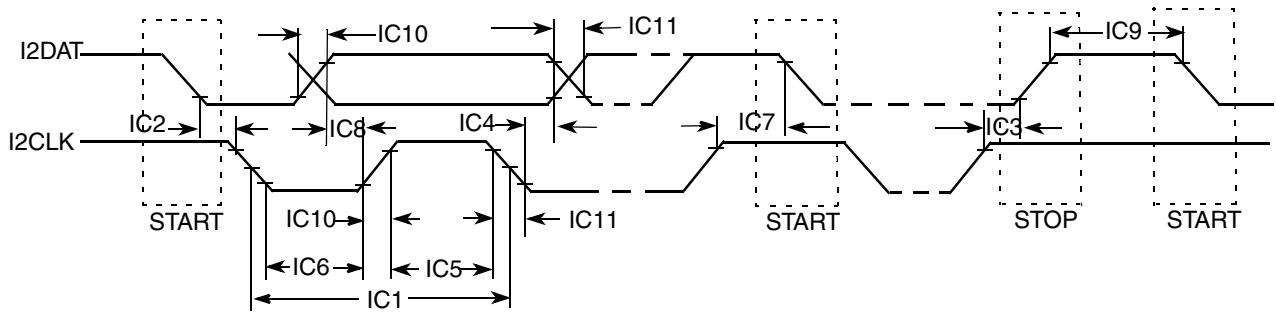 IC10
IC11
IC9
I2DAT
IC2
IC8
IC4
IC7
IC3
I2CLK
START
IC10
IC11
START
STOP
START
IC6
IC5
IC1